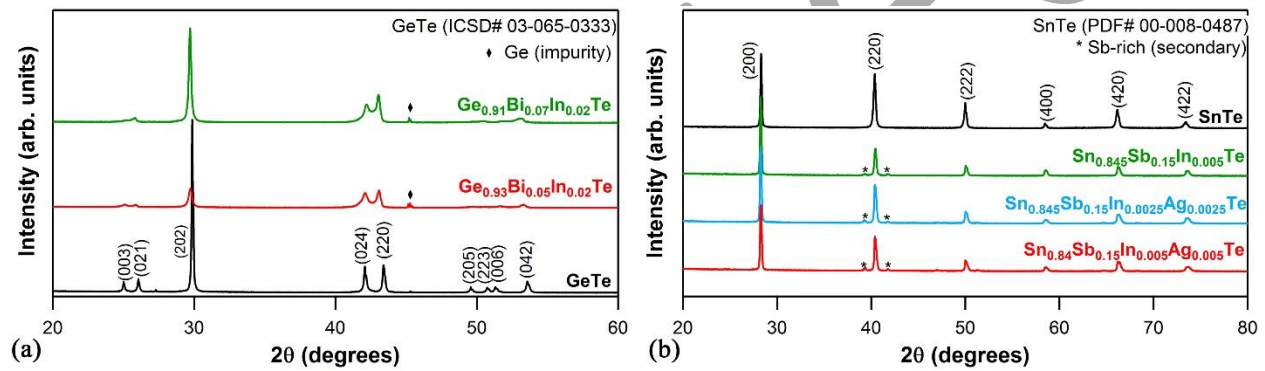 GeTe (ICSD# 03-065-0333)
♦ Ge (impurity)
Ge0.91Bi0.07In0.02Te
Ge0.93Bi0.05In0.02Te
(003)
(021)
(202)
(024)
(220)
(205)
(223)
(006)
(042)
GeTe
Intensity (arb. units)
20 30 40 50 60
2θ (degrees)
(a)
SnTe (PDF# 00-008-0487)
* Sb-rich (secondary)
(200)
(220)
(222)
(400)
(420)
(422)
SnTe
Sn0.845Sb0.15In0.005Te
* *
Sn0.845Sb0.15In0.0025Ag0.0025Te
* *
Sn0.84Sb0.15In0.005Ag0.005Te
* *
Intensity (arb. units)
20 30 40 50 60 70 80
2θ (degrees)
(b)